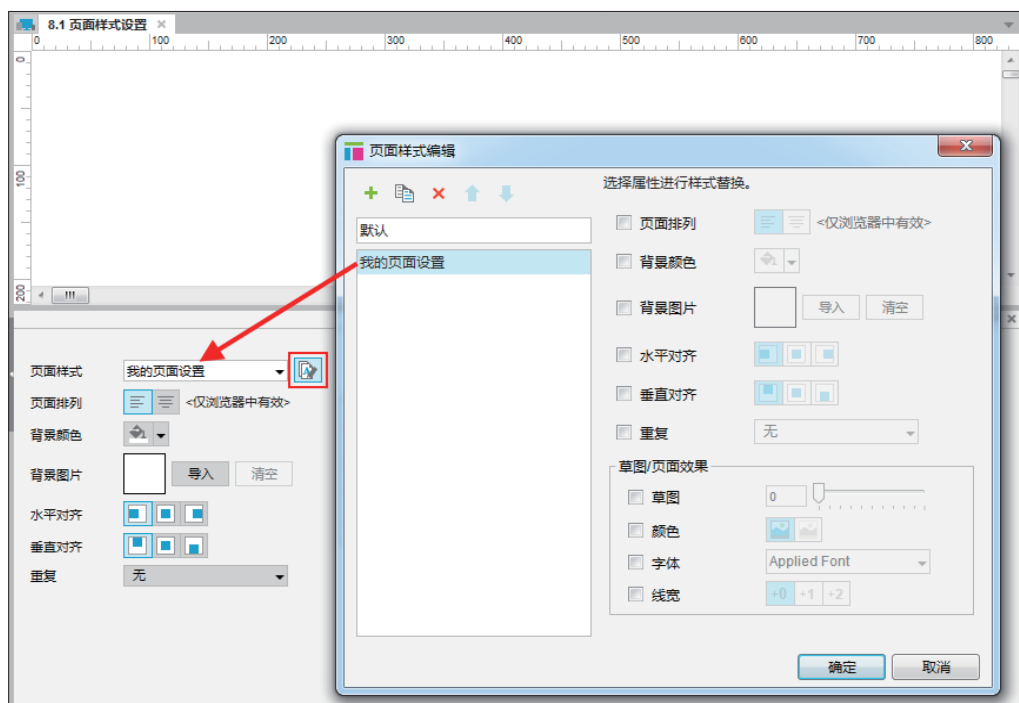 8.1 页面样式设置
0 100 200 300 400 500 600 700 800
0
100
200
页面样式 我的页面设置
页面排列 <仅浏览器中有效>
背景颜色
背景图片 导入 清空
水平对齐
垂直对齐
重复 无
页面样式编辑
默认
我的页面设置
选择属性进行样式替换。
页面排列 <仅浏览器中有效>
背景颜色
背景图片 导入 清空
水平对齐
垂直对齐
重复 无
草图/页面效果
草图 0
颜色
字体 Applied Font
线宽 +0 +1 +2
确定 取消